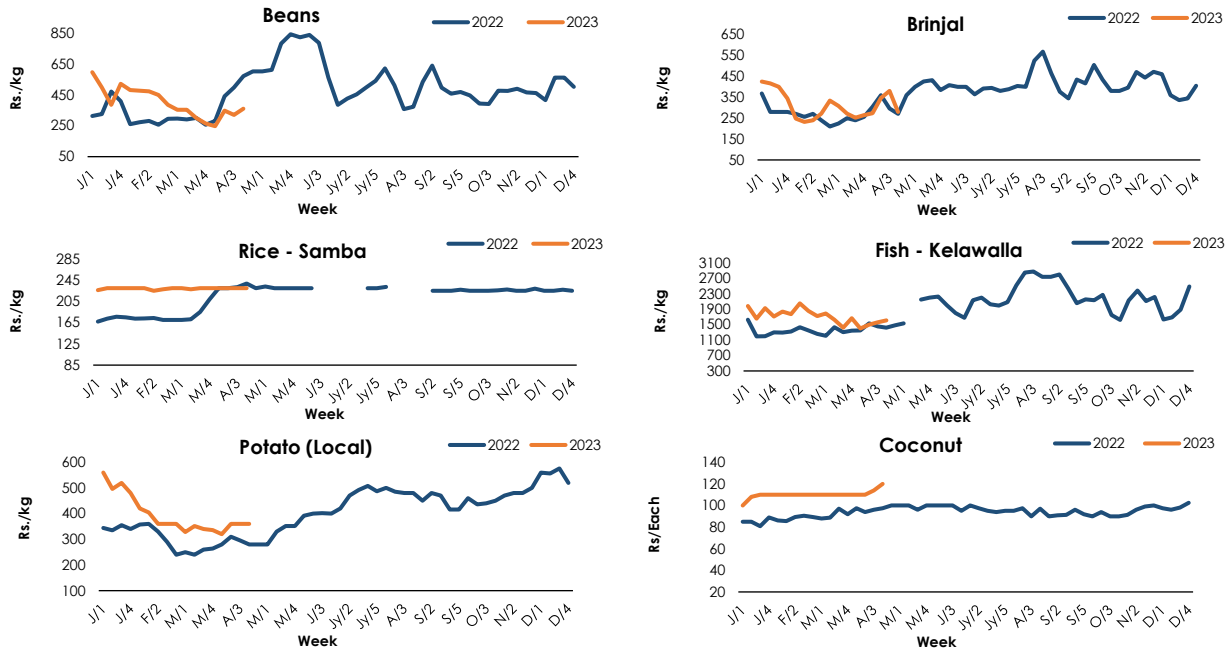 Beans
2022 2023
Rs./kg
850
650
450
250
50
J/1 J/4 F/2 M/1 M/4 A/3 M/1 M/4 J/3 Jy/2 Jy/5 A/3 S/2 S/5 O/3 N/2 D/1 D/4
Week
Brinjal
2022 2023
Rs./kg
650
550
450
350
250
150
50
J/1 J/4 F/2 M/1 M/4 A/3 M/1 M/4 J/3 Jy/2 Jy/5 A/3 S/2 S/5 O/3 N/2 D/1 D/4
Week
Rice - Samba
2022 2023
Rs./kg
285
245
205
165
125
85
J/1 J/4 F/2 M/1 M/4 A/3 M/1 M/4 J/3 Jy/2 Jy/5 A/3 S/2 S/5 O/3 N/2 D/1 D/4
Week
Fish - Kelawalla
2022 2023
Rs./kg
3100
2700
2300
1900
1500
1100
700
300
J/1 J/4 F/2 M/1 M/4 A/3 M/1 M/4 J/3 Jy/2 Jy/5 A/3 S/2 S/5 O/3 N/2 D/1 D/4
Week
Potato (Local)
2022 2023
Rs./kg
600
500
400
300
200
100
J/1 J/4 F/2 M/1 M/4 A/3 M/1 M/4 J/3 Jy/2 Jy/5 A/3 S/2 S/5 O/3 N/2 D/1 D/4
Week
Coconut
2022 2023
Rs/Each
140
120
100
80
60
40
20
J/1 J/4 F/2 M/1 M/4 A/3 M/1 M/4 J/3 Jy/2 Jy/5 A/3 S/2 S/5 O/3 N/2 D/1 D/4
Week